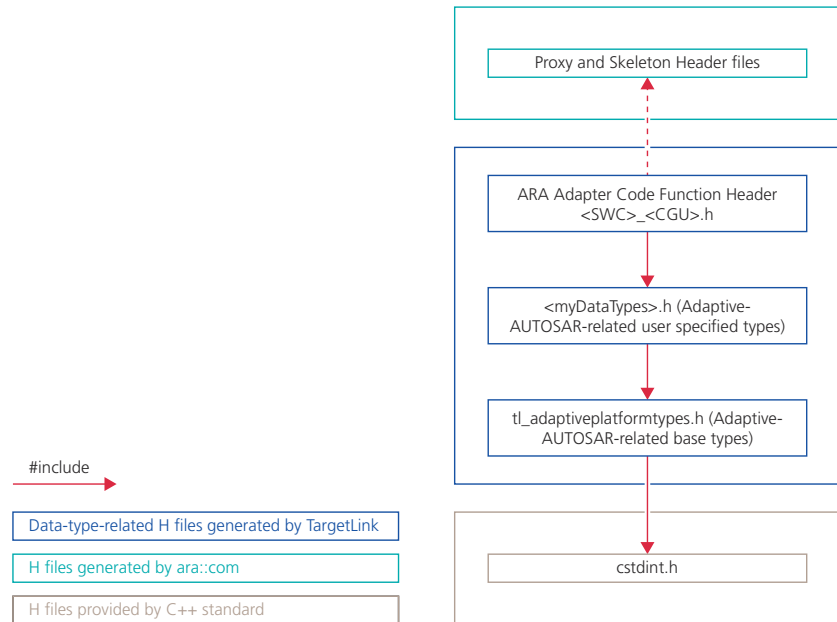 Proxy and Skeleton Header files
ARA Adapter Code Function Header
<SWC>_<CGU>.h
<myDataTypes>.h (Adaptive-
AUTOSAR-related user specified types)
tl_adaptiveplatformtypes.h (Adaptive-
AUTOSAR-related base types)
cstdint.h
#include
Data-type-related H files generated by TargetLink
H files generated by ara::com
H files provided by C++ standard